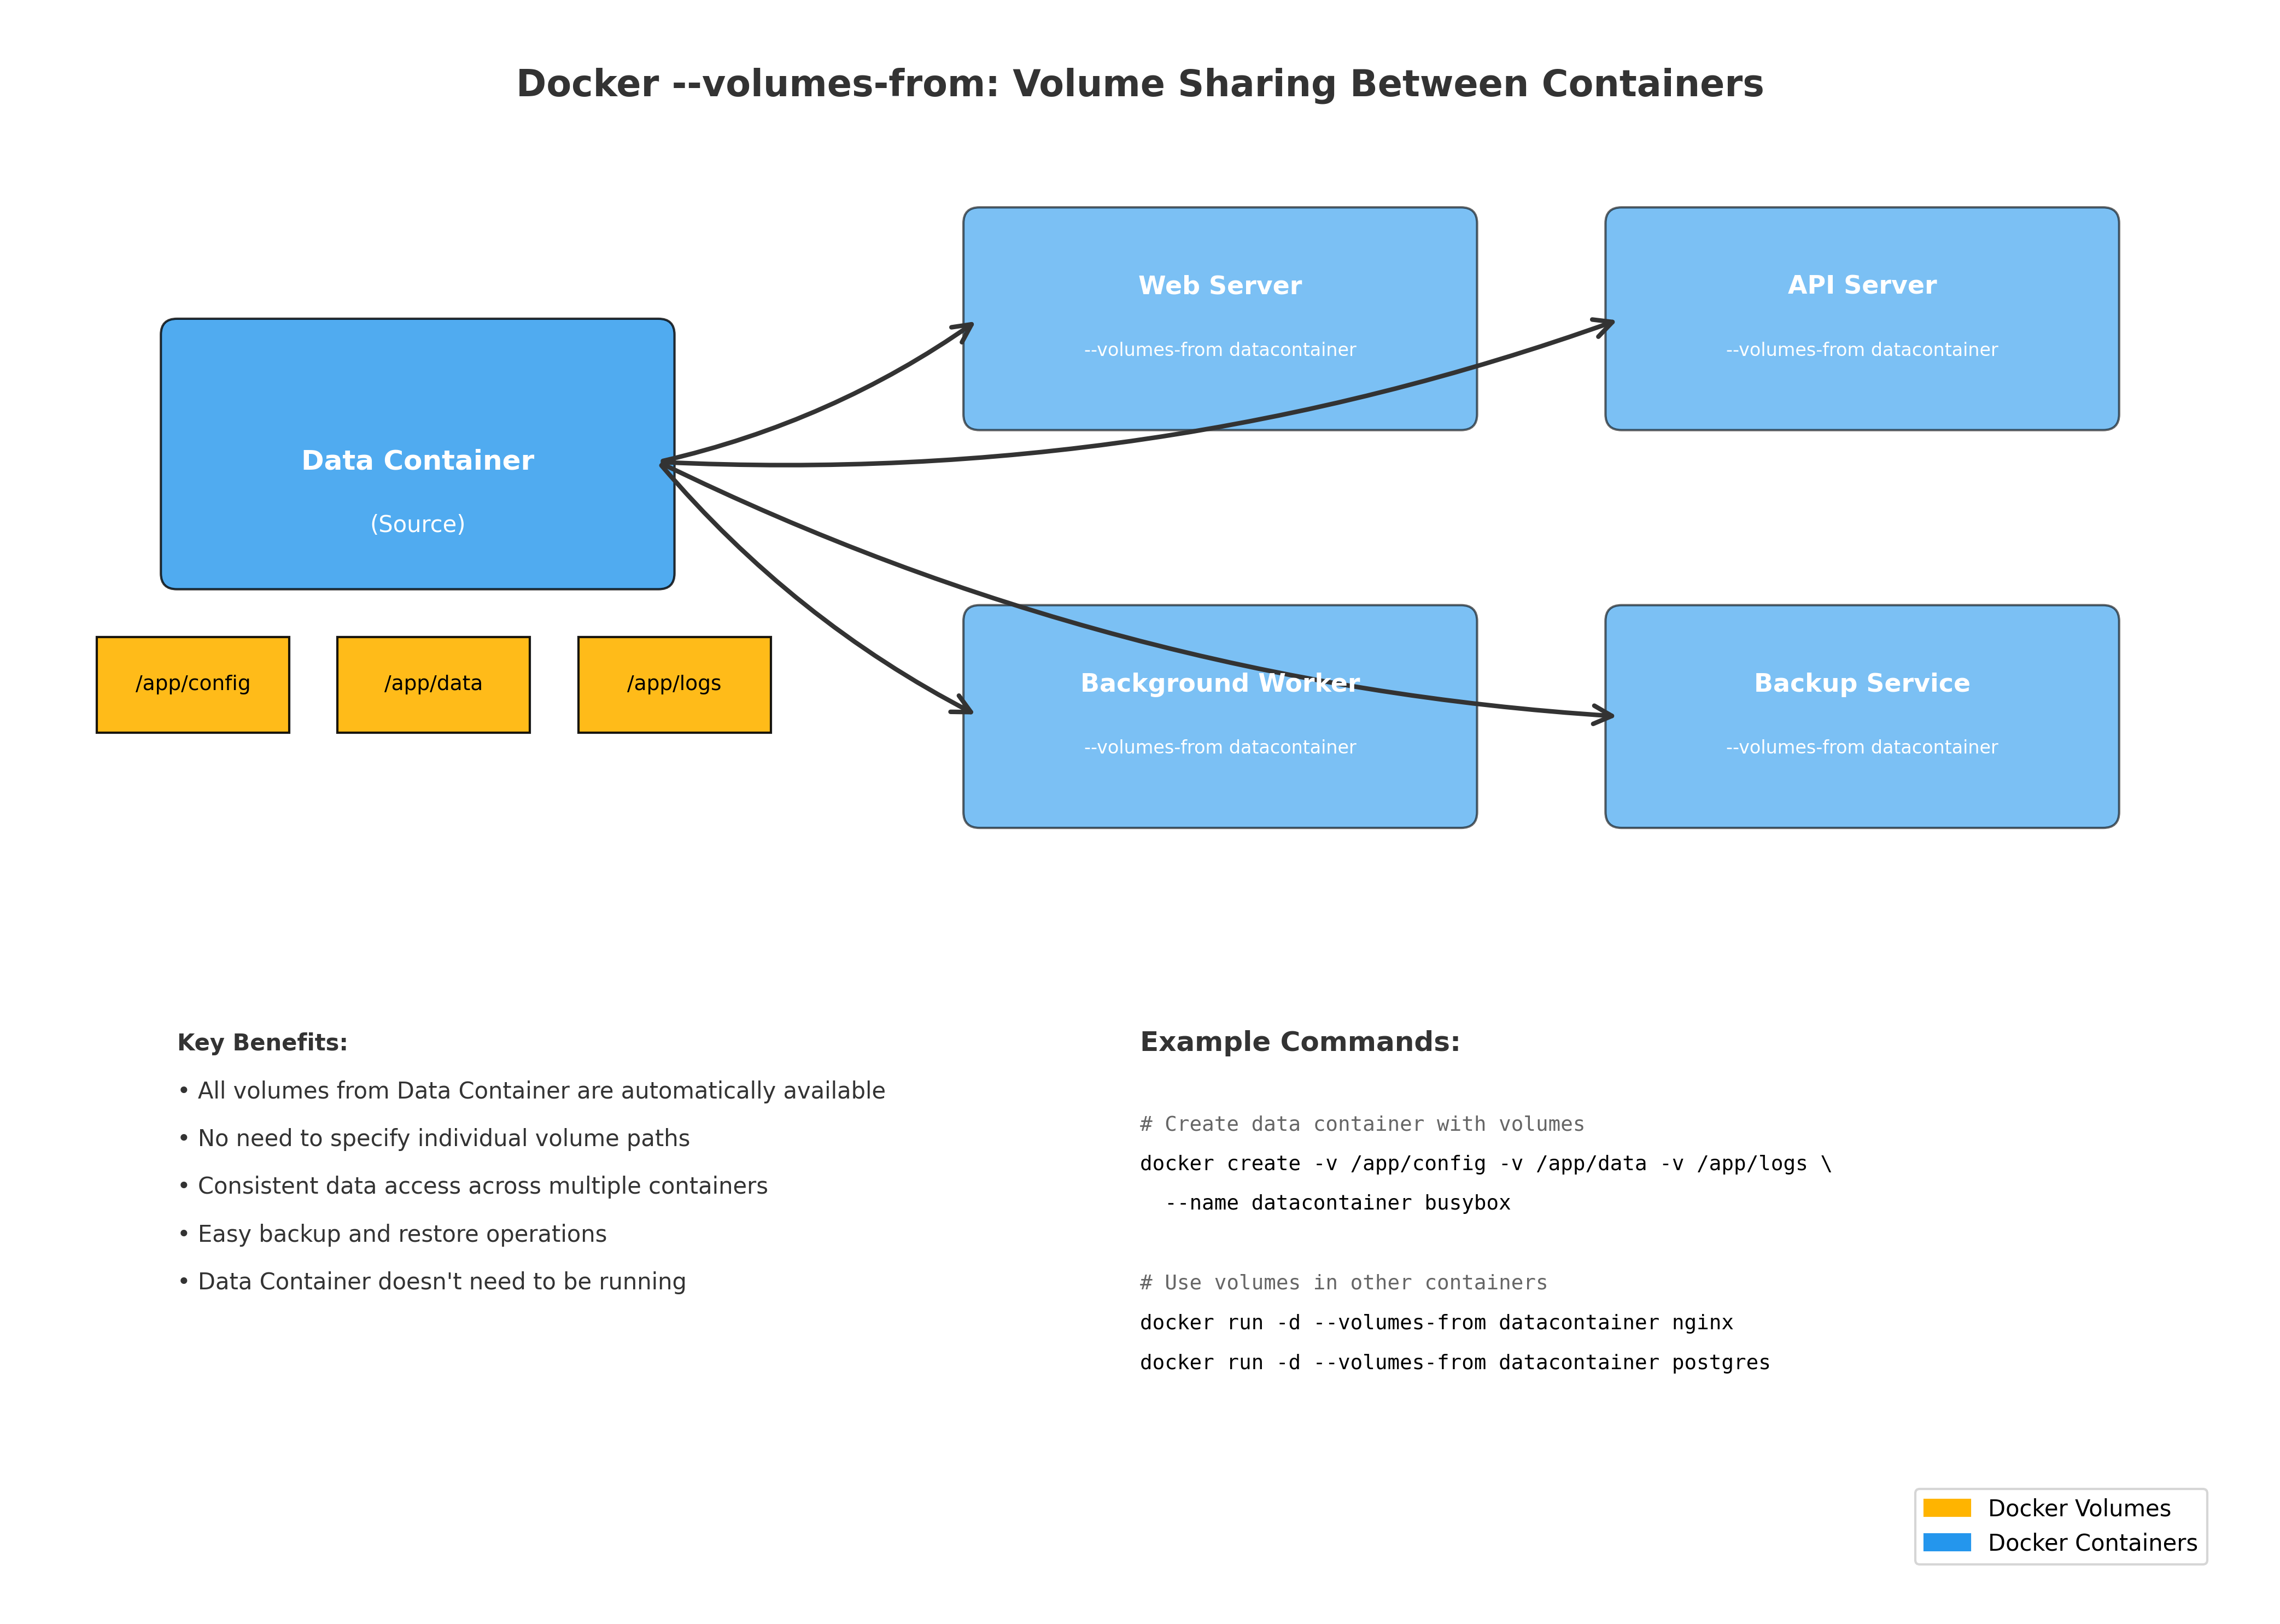 Docker --volumes-from: Volume Sharing Between Containers
Web Server
--volumes-from datacontainer
API Server
--volumes-from datacontainer
Data Container
(Source)
/app/config
/app/data
/app/logs
Background Worker
--volumes-from datacontainer
Backup Service
--volumes-from datacontainer
Key Benefits:
• All volumes from Data Container are automatically available
• No need to specify individual volume paths
• Consistent data access across multiple containers
• Easy backup and restore operations
• Data Container doesn't need to be running
Example Commands:
# Create data container with volumes
docker create -v /app/config -v /app/data -v /app/logs \
  --name datacontainer busybox
# Use volumes in other containers
docker run -d --volumes-from datacontainer nginx
docker run -d --volumes-from datacontainer postgres
Docker Volumes
Docker Containers